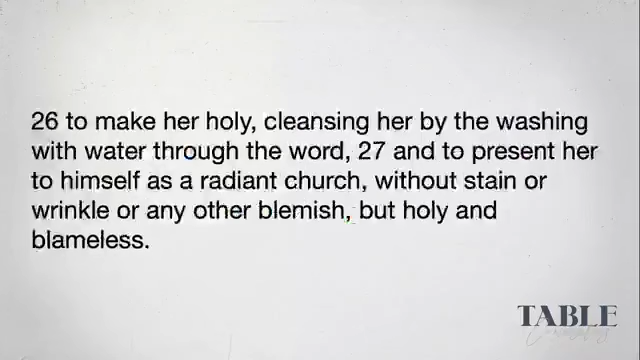 26 to make her holy, cleansing her by the washing
with water through the word, 27 and to present her
to himself as a radiant church, without stain or
wrinkle or any other blemish, but holy and
blameless.
TABLE